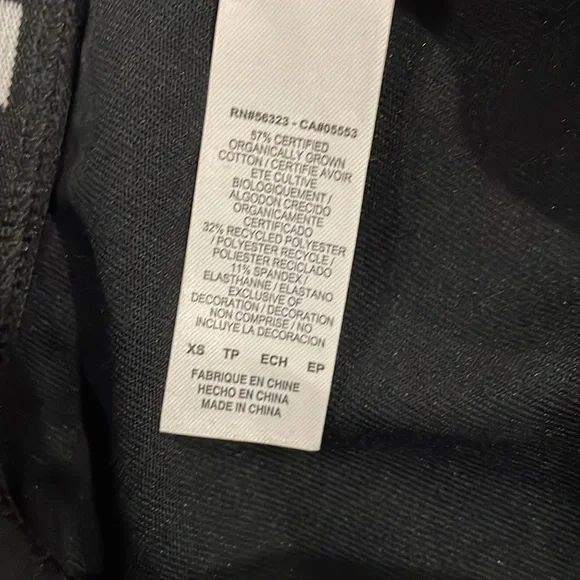 RN#56323 - CA#05553
57% CERTIFIED
ORGANICALLY GROWN
COTTON / CERTIFIE AVOIR
ETE CULTIVE
BIOLOGIQUEMENT /
ALGODON CRECIDO
ORGANICAMENTE
CERTIFICADO
32% RECYCLED POLYESTER
/ POLYESTER RECYCLE /
POLIESTER RECICLADO
11% SPANDEX /
ELASTHANNE / ELASTANO
EXCLUSIVE OF
DECORATION / DECORATION
NON COMPRISE / NO
INCLUYE LA DECORACION
XS TP ECH EP
FABRIQUE EN CHINE
HECHO EN CHINA
MADE IN CHINA